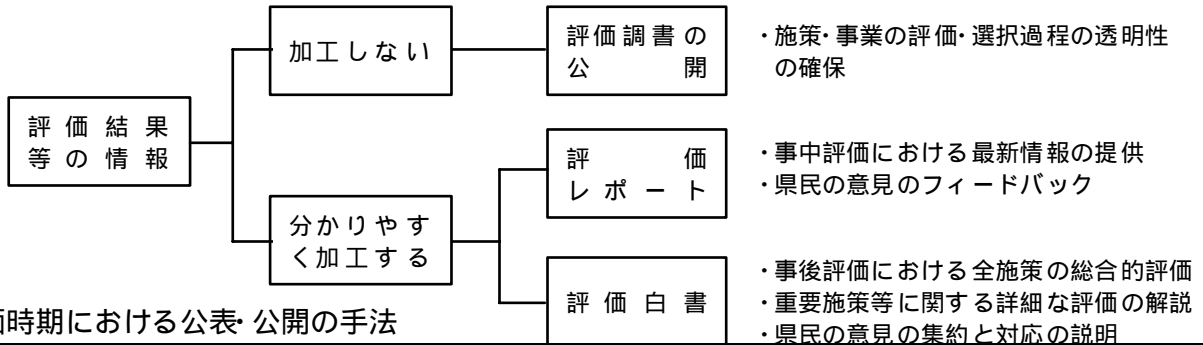 評価結果
等の情報
加工しない
評価調書の
公開
・施策・事業の評価・選択過程の透明性
の確保
分かりやす
く加工する
評価
レポート
・事中評価における最新情報の提供
・県民の意見のフィードバック
評価白書
・事後評価における全施策の総合的評価
・重要施策等に関する詳細な評価の解説
・県民の意見の集約と対応の説明
価時期における公表・公開の手法